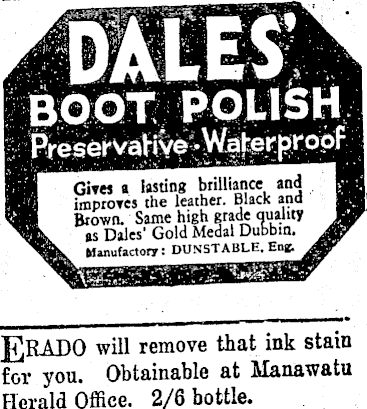 DALES'
BOOT POLISH
Preservative·Waterproof
Gives a lasting brilliance and
improves the leather. Black and
Brown. Same high grade quality
as Dales' Gold Medal Dubbin.
Manufactory: DUNSTABLE, Eng.
ERADO will remove that ink stain
for you. Obtainable at Manawatu
Herald Office. 2/6 bottle.